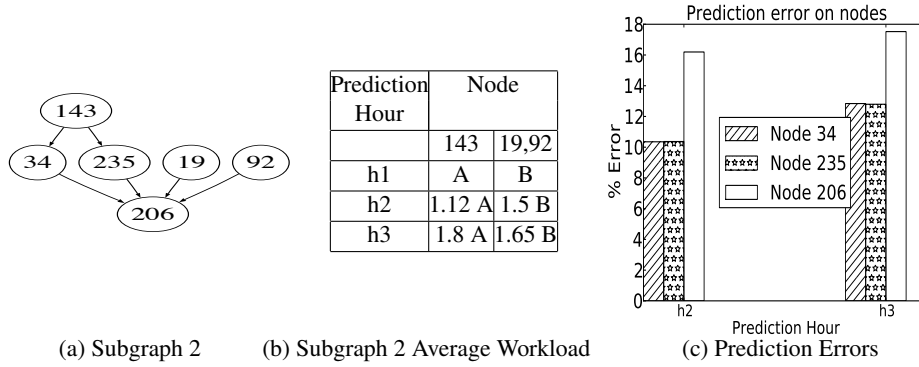 143
34 235 19 92
206
(a) Subgraph 2
Prediction Hour Node
143 19,92
h1 A B
h2 1.12 A 1.5 B
h3 1.8 A 1.65 B
(b) Subgraph 2 Average Workload
Prediction error on nodes
18
16
14
12
10
8
6
4
2
0
% Error
Node 34
Node 235
Node 206
h2 h3
Prediction Hour
(c) Prediction Errors